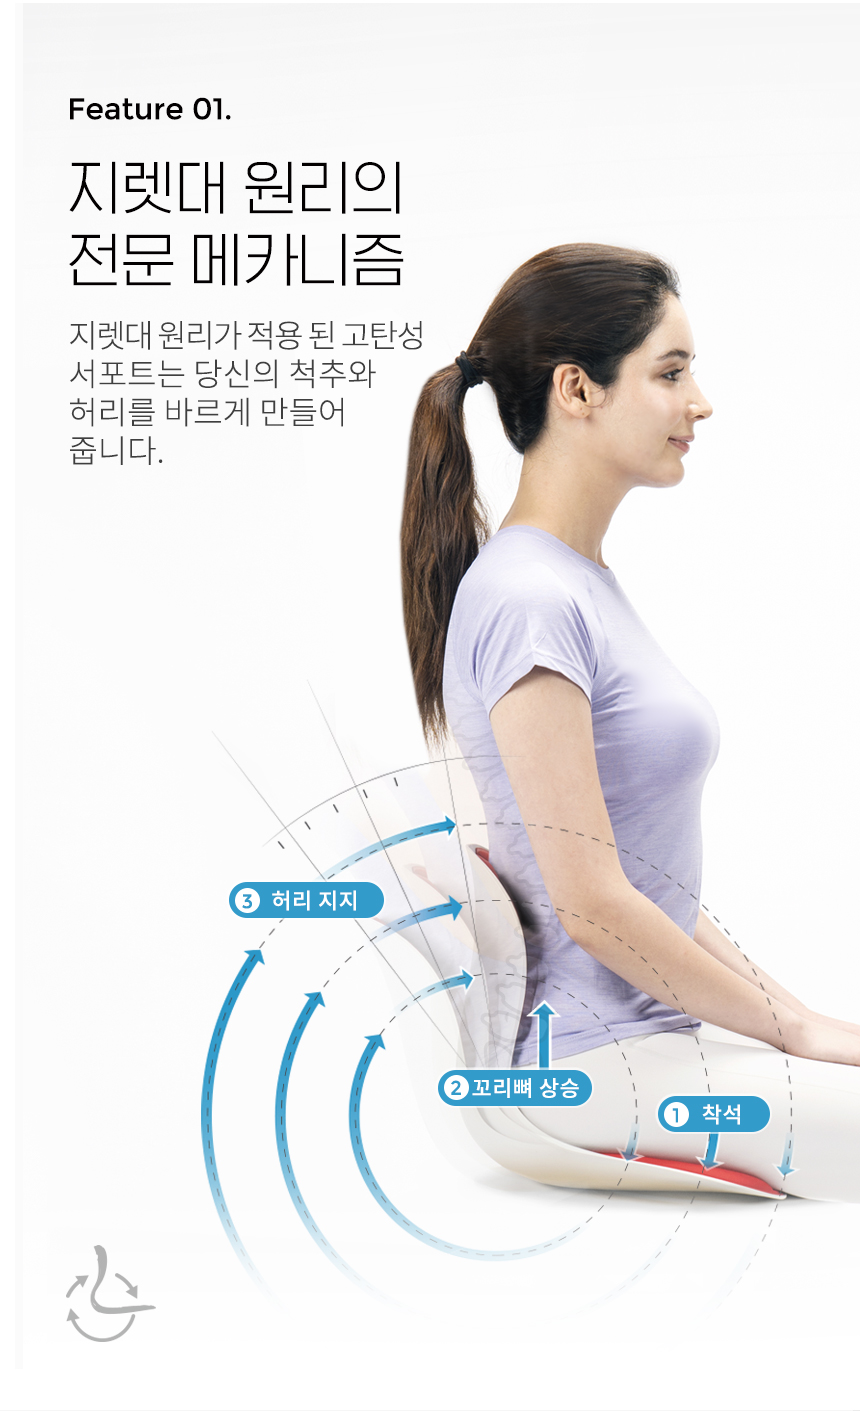 Feature 01.
지렛대 원리의
전문 메카니즘
지렛대 원리가 적용 된 고탄성
서포트는 당신의 척추와
허리를 바르게 만들어
줍니다.
3 허리 지지
2 꼬리뼈 상승
1 착석